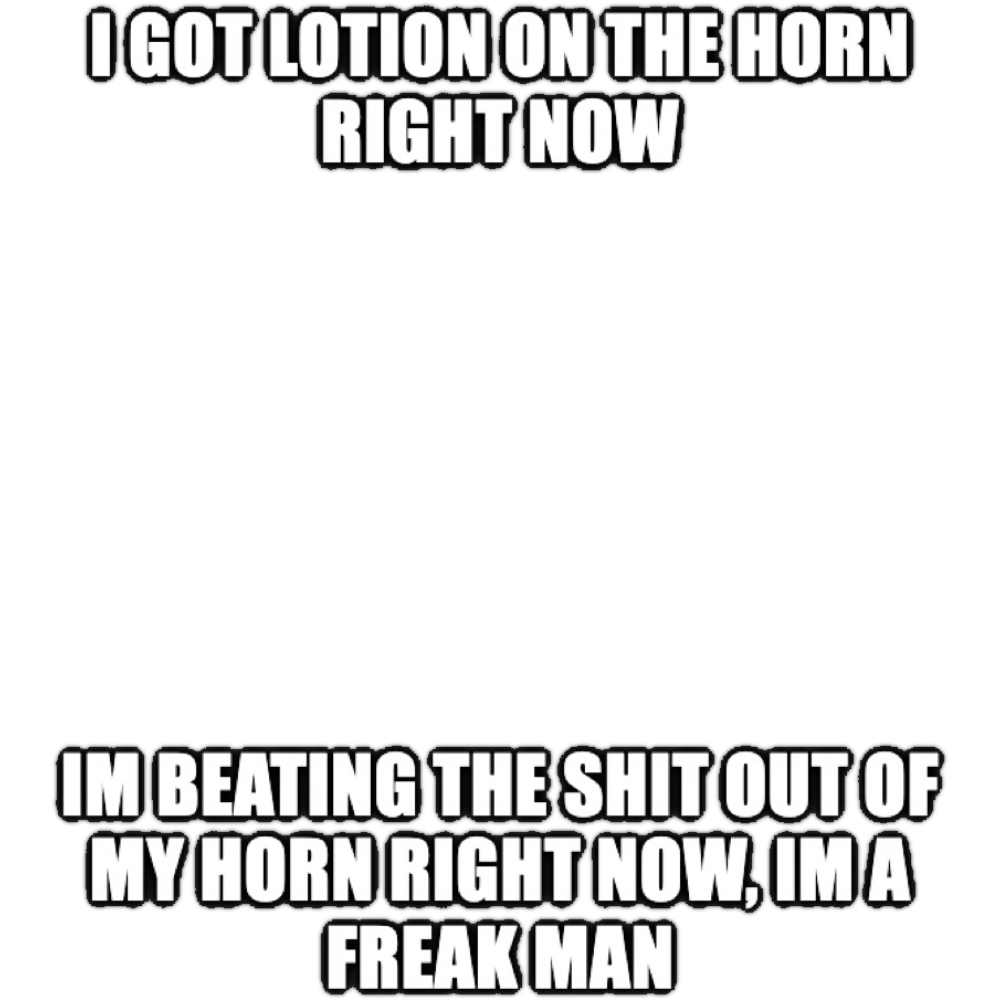 I GOT LOTION ON THE HORN
RIGHT NOW
IM BEATING THE SHIT OUT OF
MY HORN RIGHT NOW, IM A
FREAK MAN